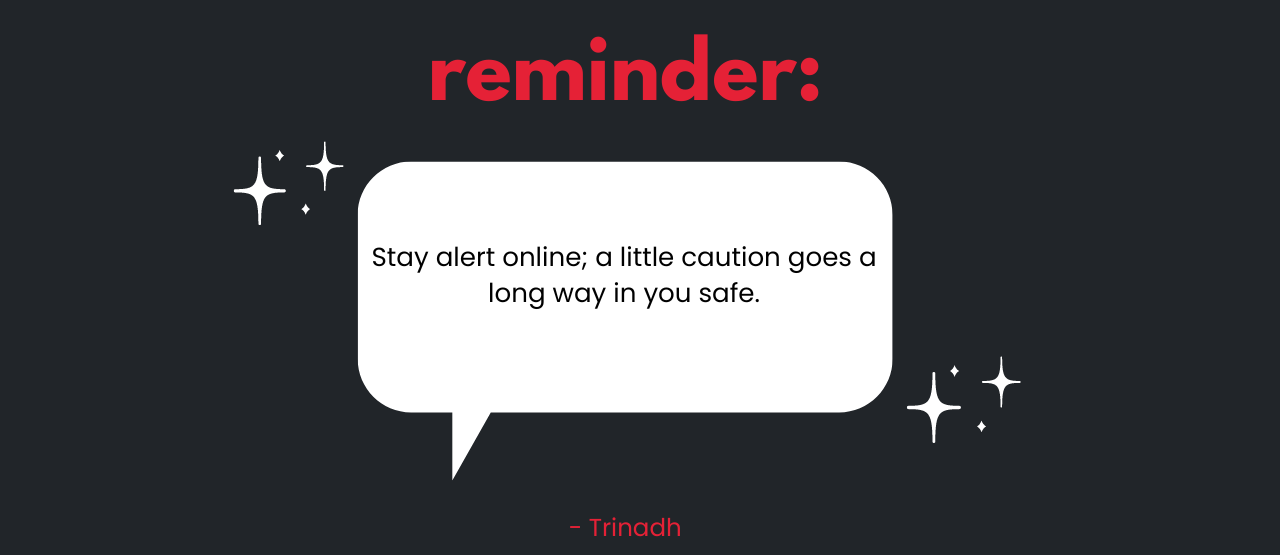 reminder:
Stay alert online; a little caution goes a
long way in you safe.
- Trinadh